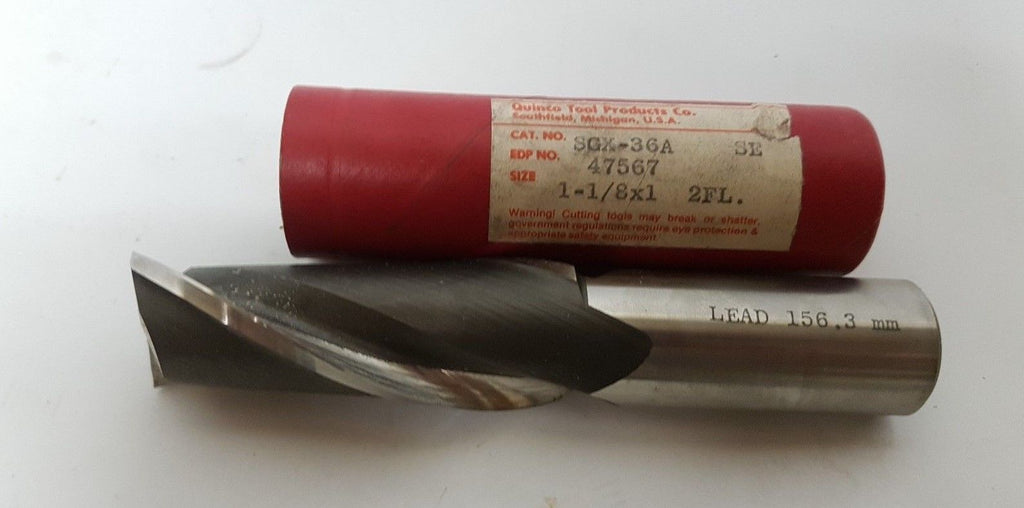 Quinco Tool Products Co.
Southfield, Michigan, U.S.A.
CAT. NO. SGX-36A SE
EDP NO. 47567
SIZE 1-1/8x1 2FL.
Warning! Cutting tools may break or shatter,
government regulations require eye protection &
appropriate safety equipment.
LEAD 156.3 mm